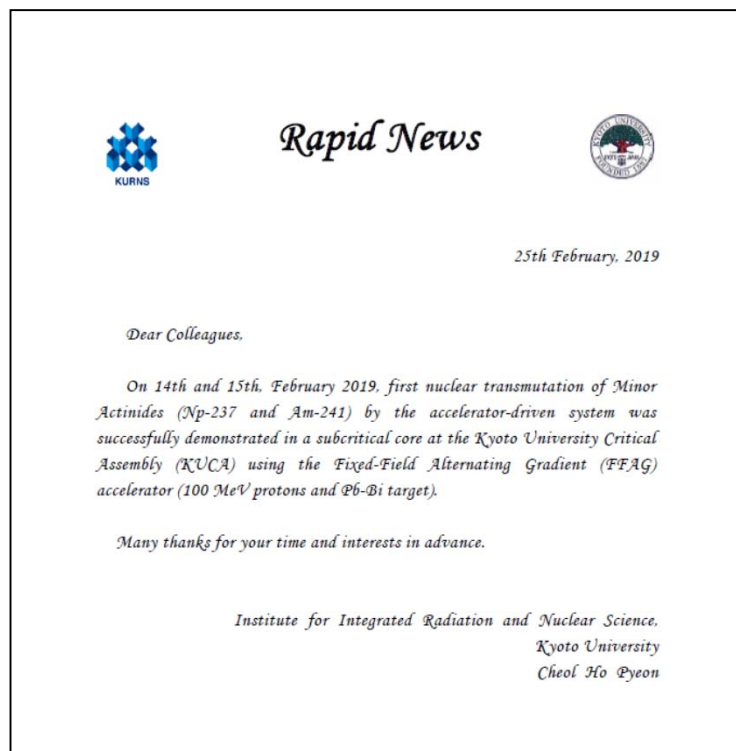 Rapid News
KURNS
KYOTO UNIVERSITY
FOUNDED 1897
25th February, 2019
Dear Colleagues,
On 14th and 15th, February 2019, first nuclear transmutation of Minor
Actinides (Np-237 and Am-241) by the accelerator-driven system was
successfully demonstrated in a subcritical core at the Kyoto University Critical
Assembly (KUCA) using the Fixed-Field Alternating Gradient (FFAG)
accelerator (100 MeV protons and Pb-Bi target).
Many thanks for your time and interests in advance.
Institute for Integrated Radiation and Nuclear Science,
Kyoto University
Cheol Ho Pyeon